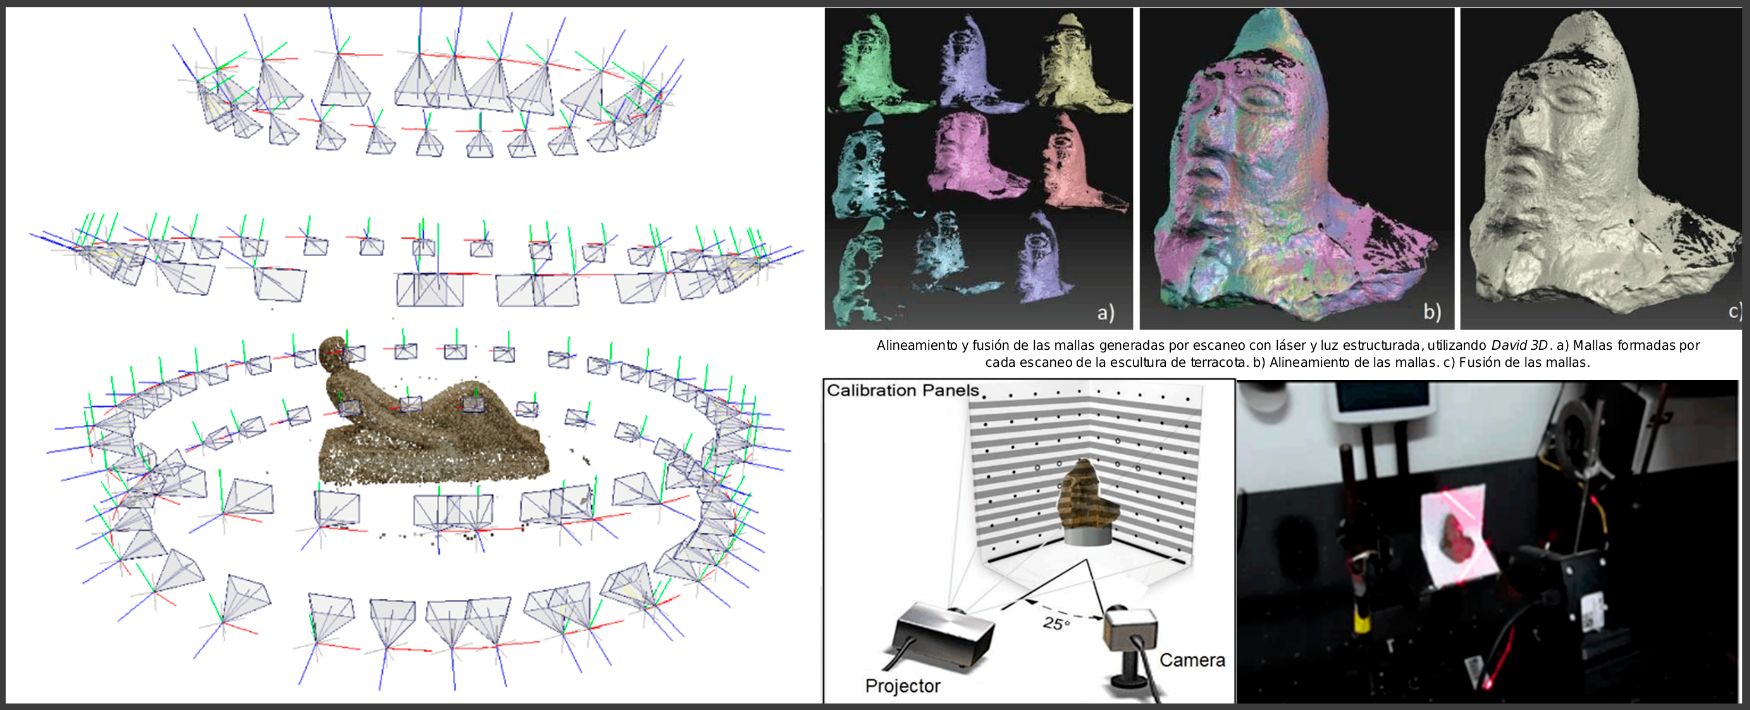 a)
b)
c)
Alineamiento y fusión de las mallas generadas por escaneo con láser y luz estructurada, utilizando David 3D. a) Mallas formadas por
cada escaneo de la escultura de terracota. b) Alineamiento de las mallas. c) Fusión de las mallas.
Calibration Panels
25°
Camera
Projector